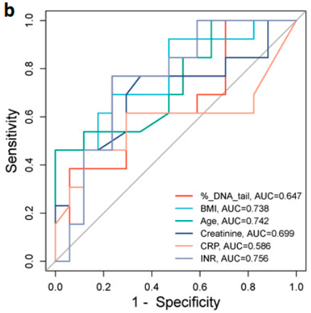 b
1.0
0.8
0.6
0.4
0.2
0.0
Sensitivity
%_DNA_tail, AUC=0.647
BMI, AUC=0.738
Age, AUC=0.742
Creatinine, AUC=0.699
CRP, AUC=0.586
INR, AUC=0.756
0.0 0.2 0.4 0.6 0.8 1.0
1 - Specificity